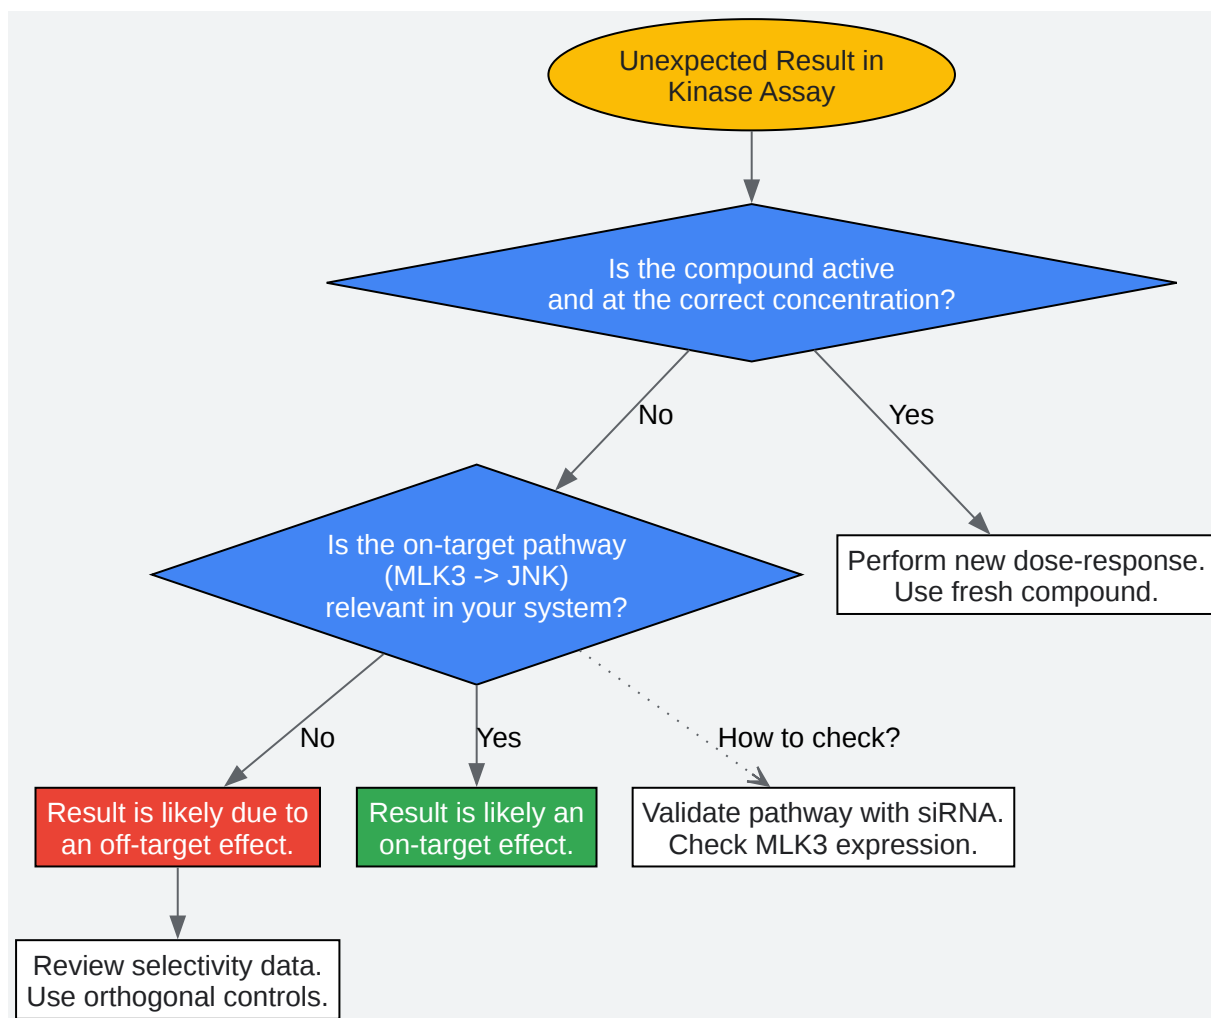 Unexpected Result in
Kinase Assay
Is the compound active
and at the correct concentration?
No
Yes
Is the on-target pathway
(MLK3 -> JNK)
relevant in your system?
Perform new dose-response.
Use fresh compound.
No
Yes
How to check?
Result is likely due to
an off-target effect.
Result is likely an
on-target effect.
Validate pathway with siRNA.
Check MLK3 expression.
Review selectivity data.
Use orthogonal controls.